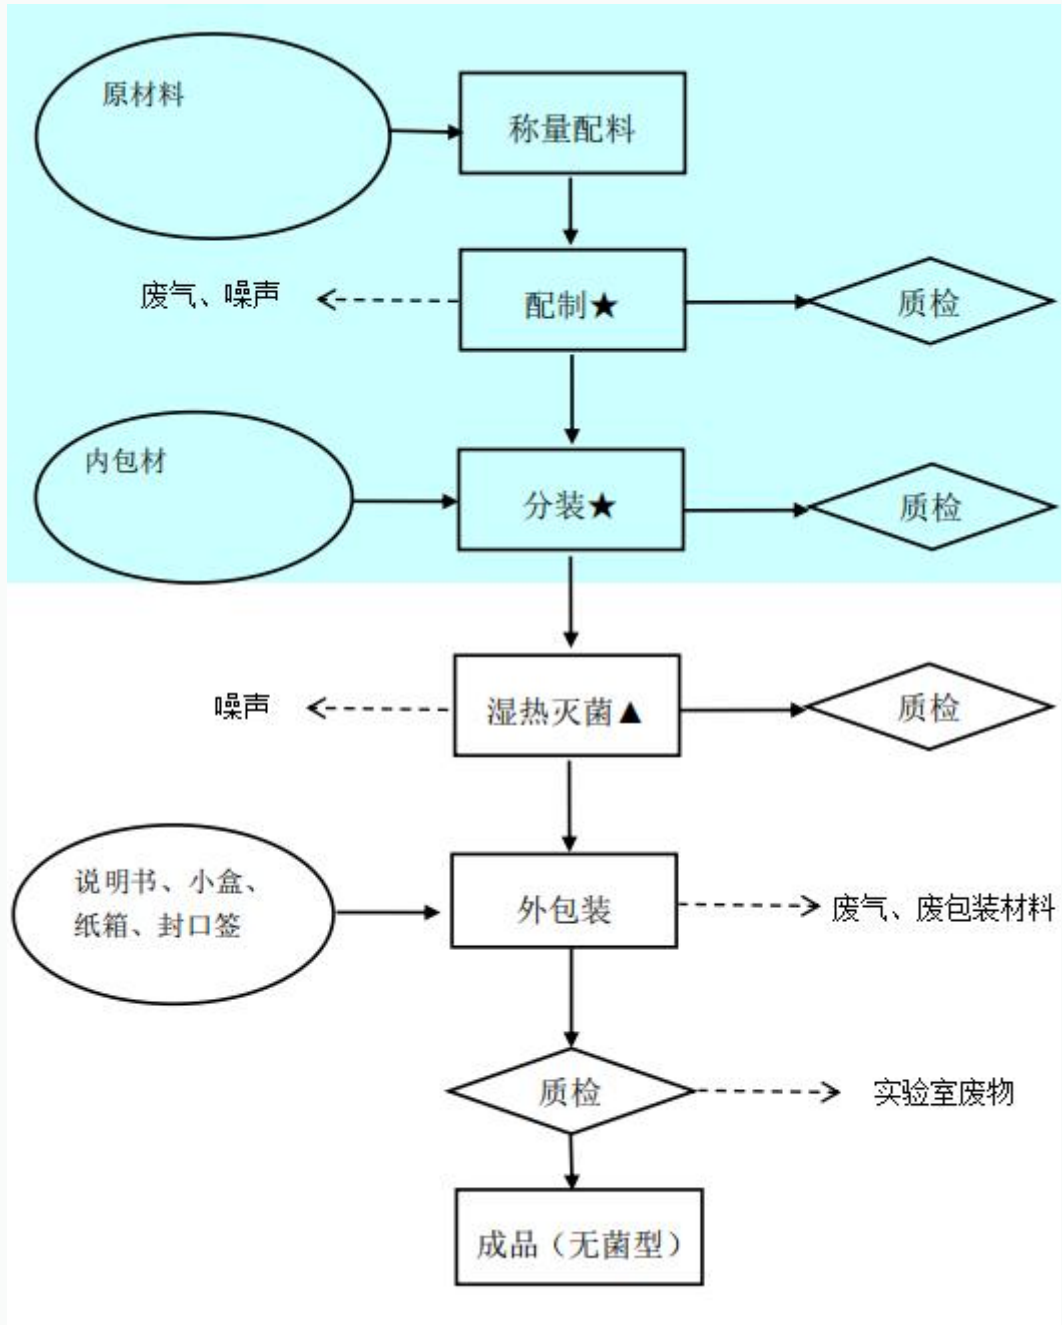 原材料
称量配料
废气、噪声
配制★
质检
内包材
分装★
质检
噪声
湿热灭菌▲
质检
说明书、小盒、
纸箱、封口签
外包装
废气、废包装材料
质检
实验室废物
成品（无菌型）